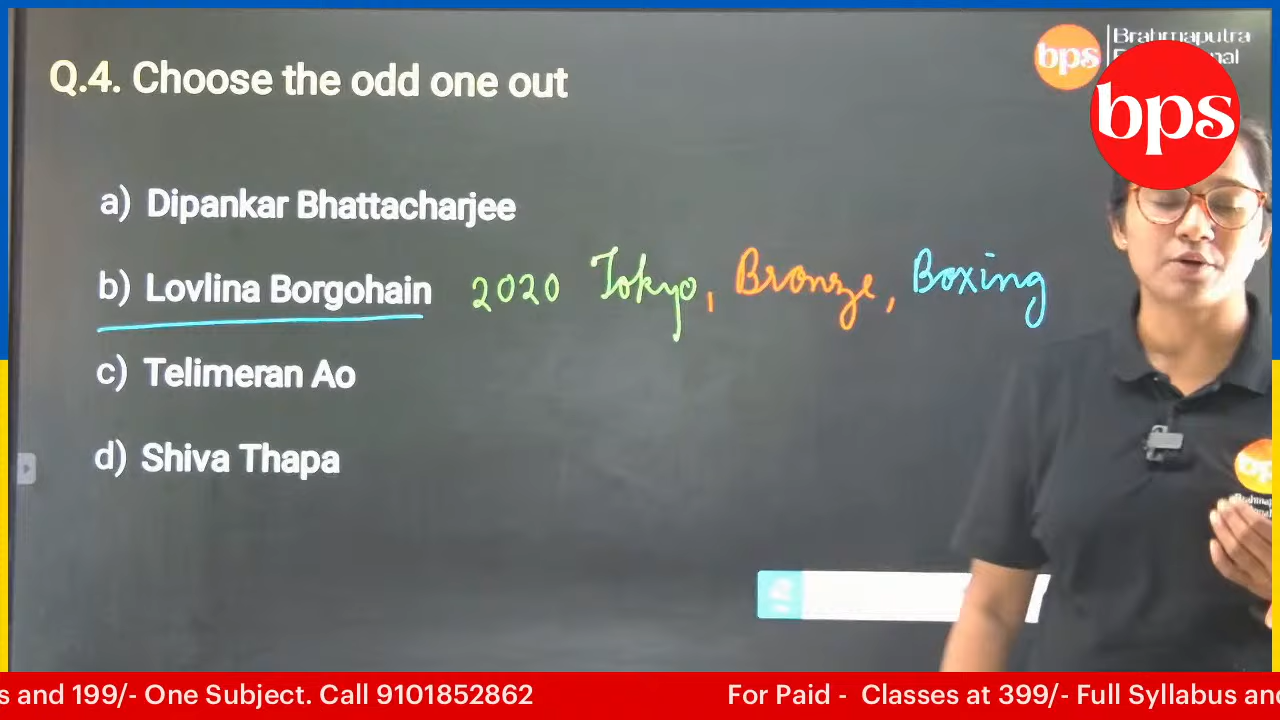 Q.4. Choose the odd one out
bps
Brahmaputra
bps
a) Dipankar Bhattacharjee
b) Lovlina Borgohain 2020 Tokyo, Bronze, Boxing
c) Telimeran Ao
d) Shiva Thapa
s and 199/- One Subject. Call 9101852862
For Paid - Classes at 399/- Full Syllabus and